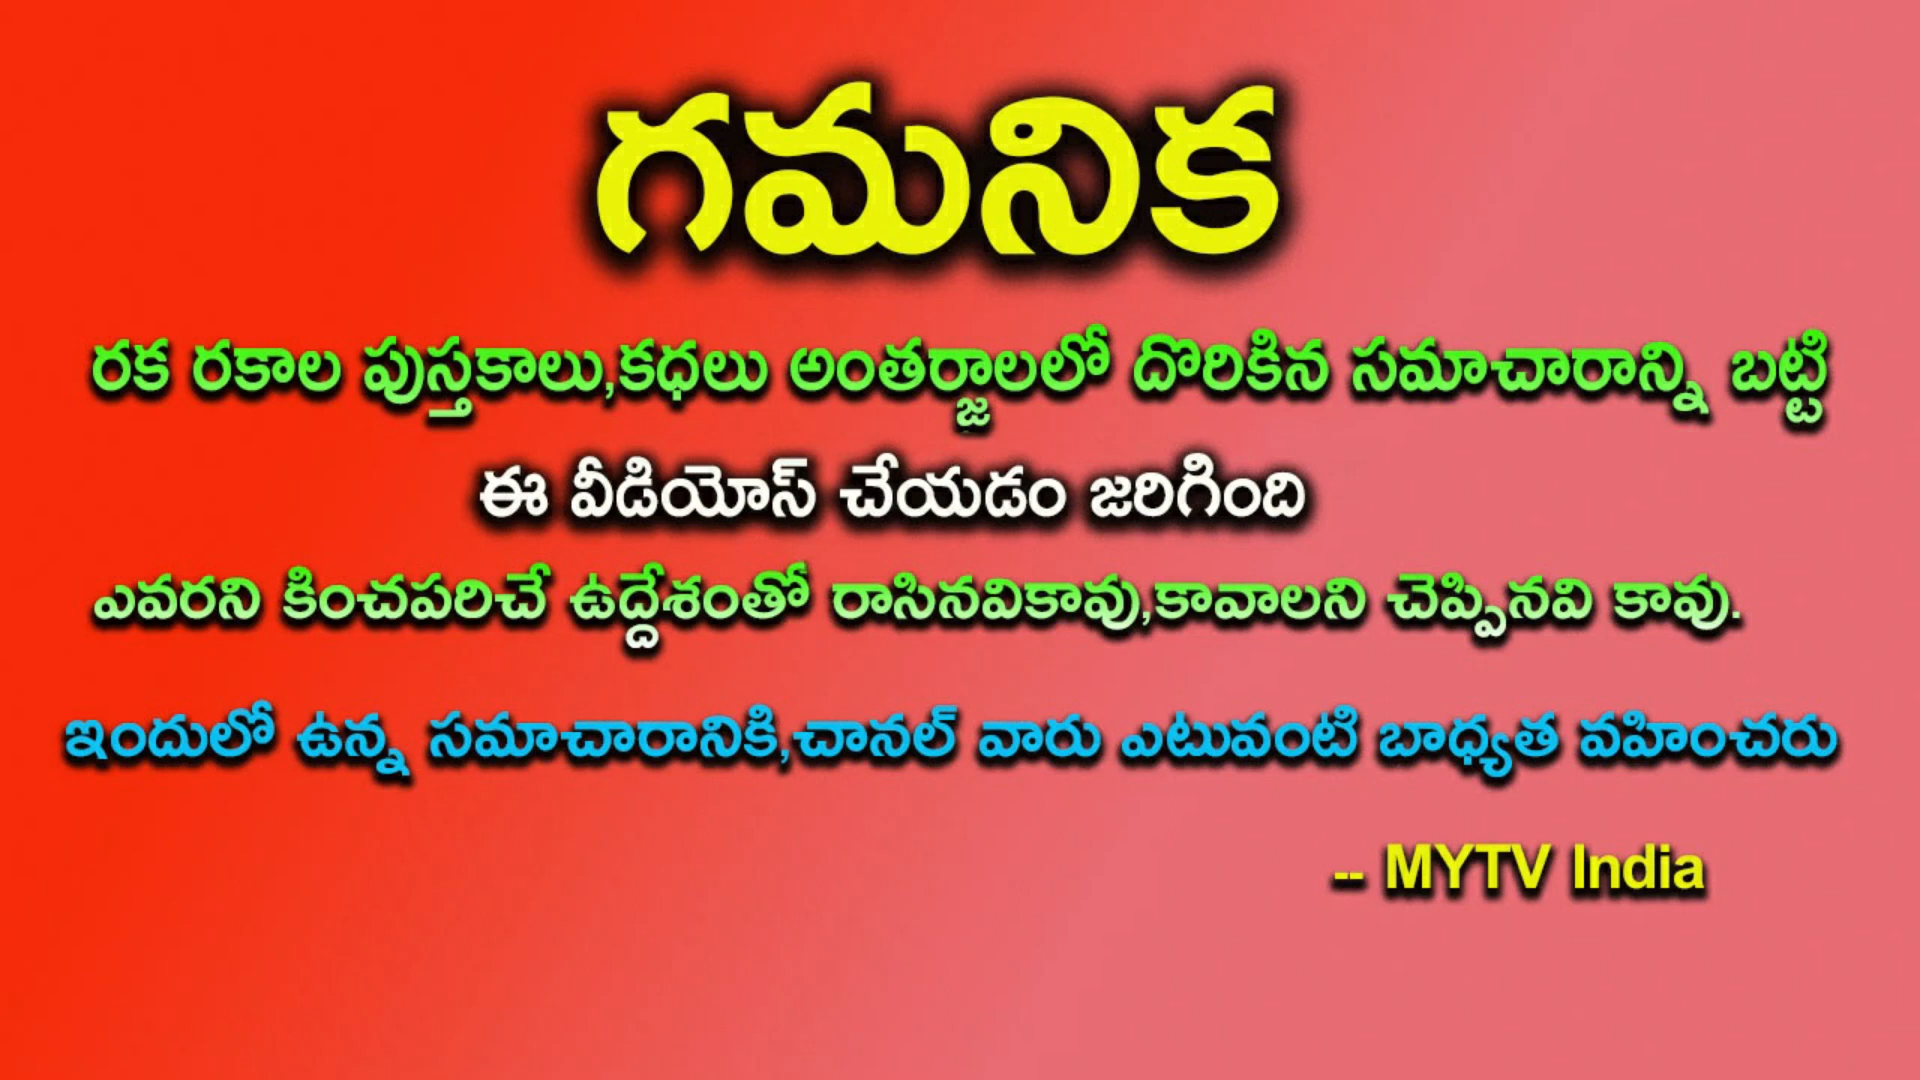 గమనిక
రక రకాల పుస్తకాలు,కధలు అంతర్జాలలో దొరికిన సమాచారాన్ని బట్టి
ఈ వీడియోస్ చేయడం జరిగింది
ఎవరని కించపరిచే ఉద్దేశంతో రాసినవికావు,కావాలని చెప్పినవి కావు.
ఇందులో ఉన్న సమాచారానికి,చానల్ వారు ఎటువంటి బాధ్యత వహించరు
-- MYTV India